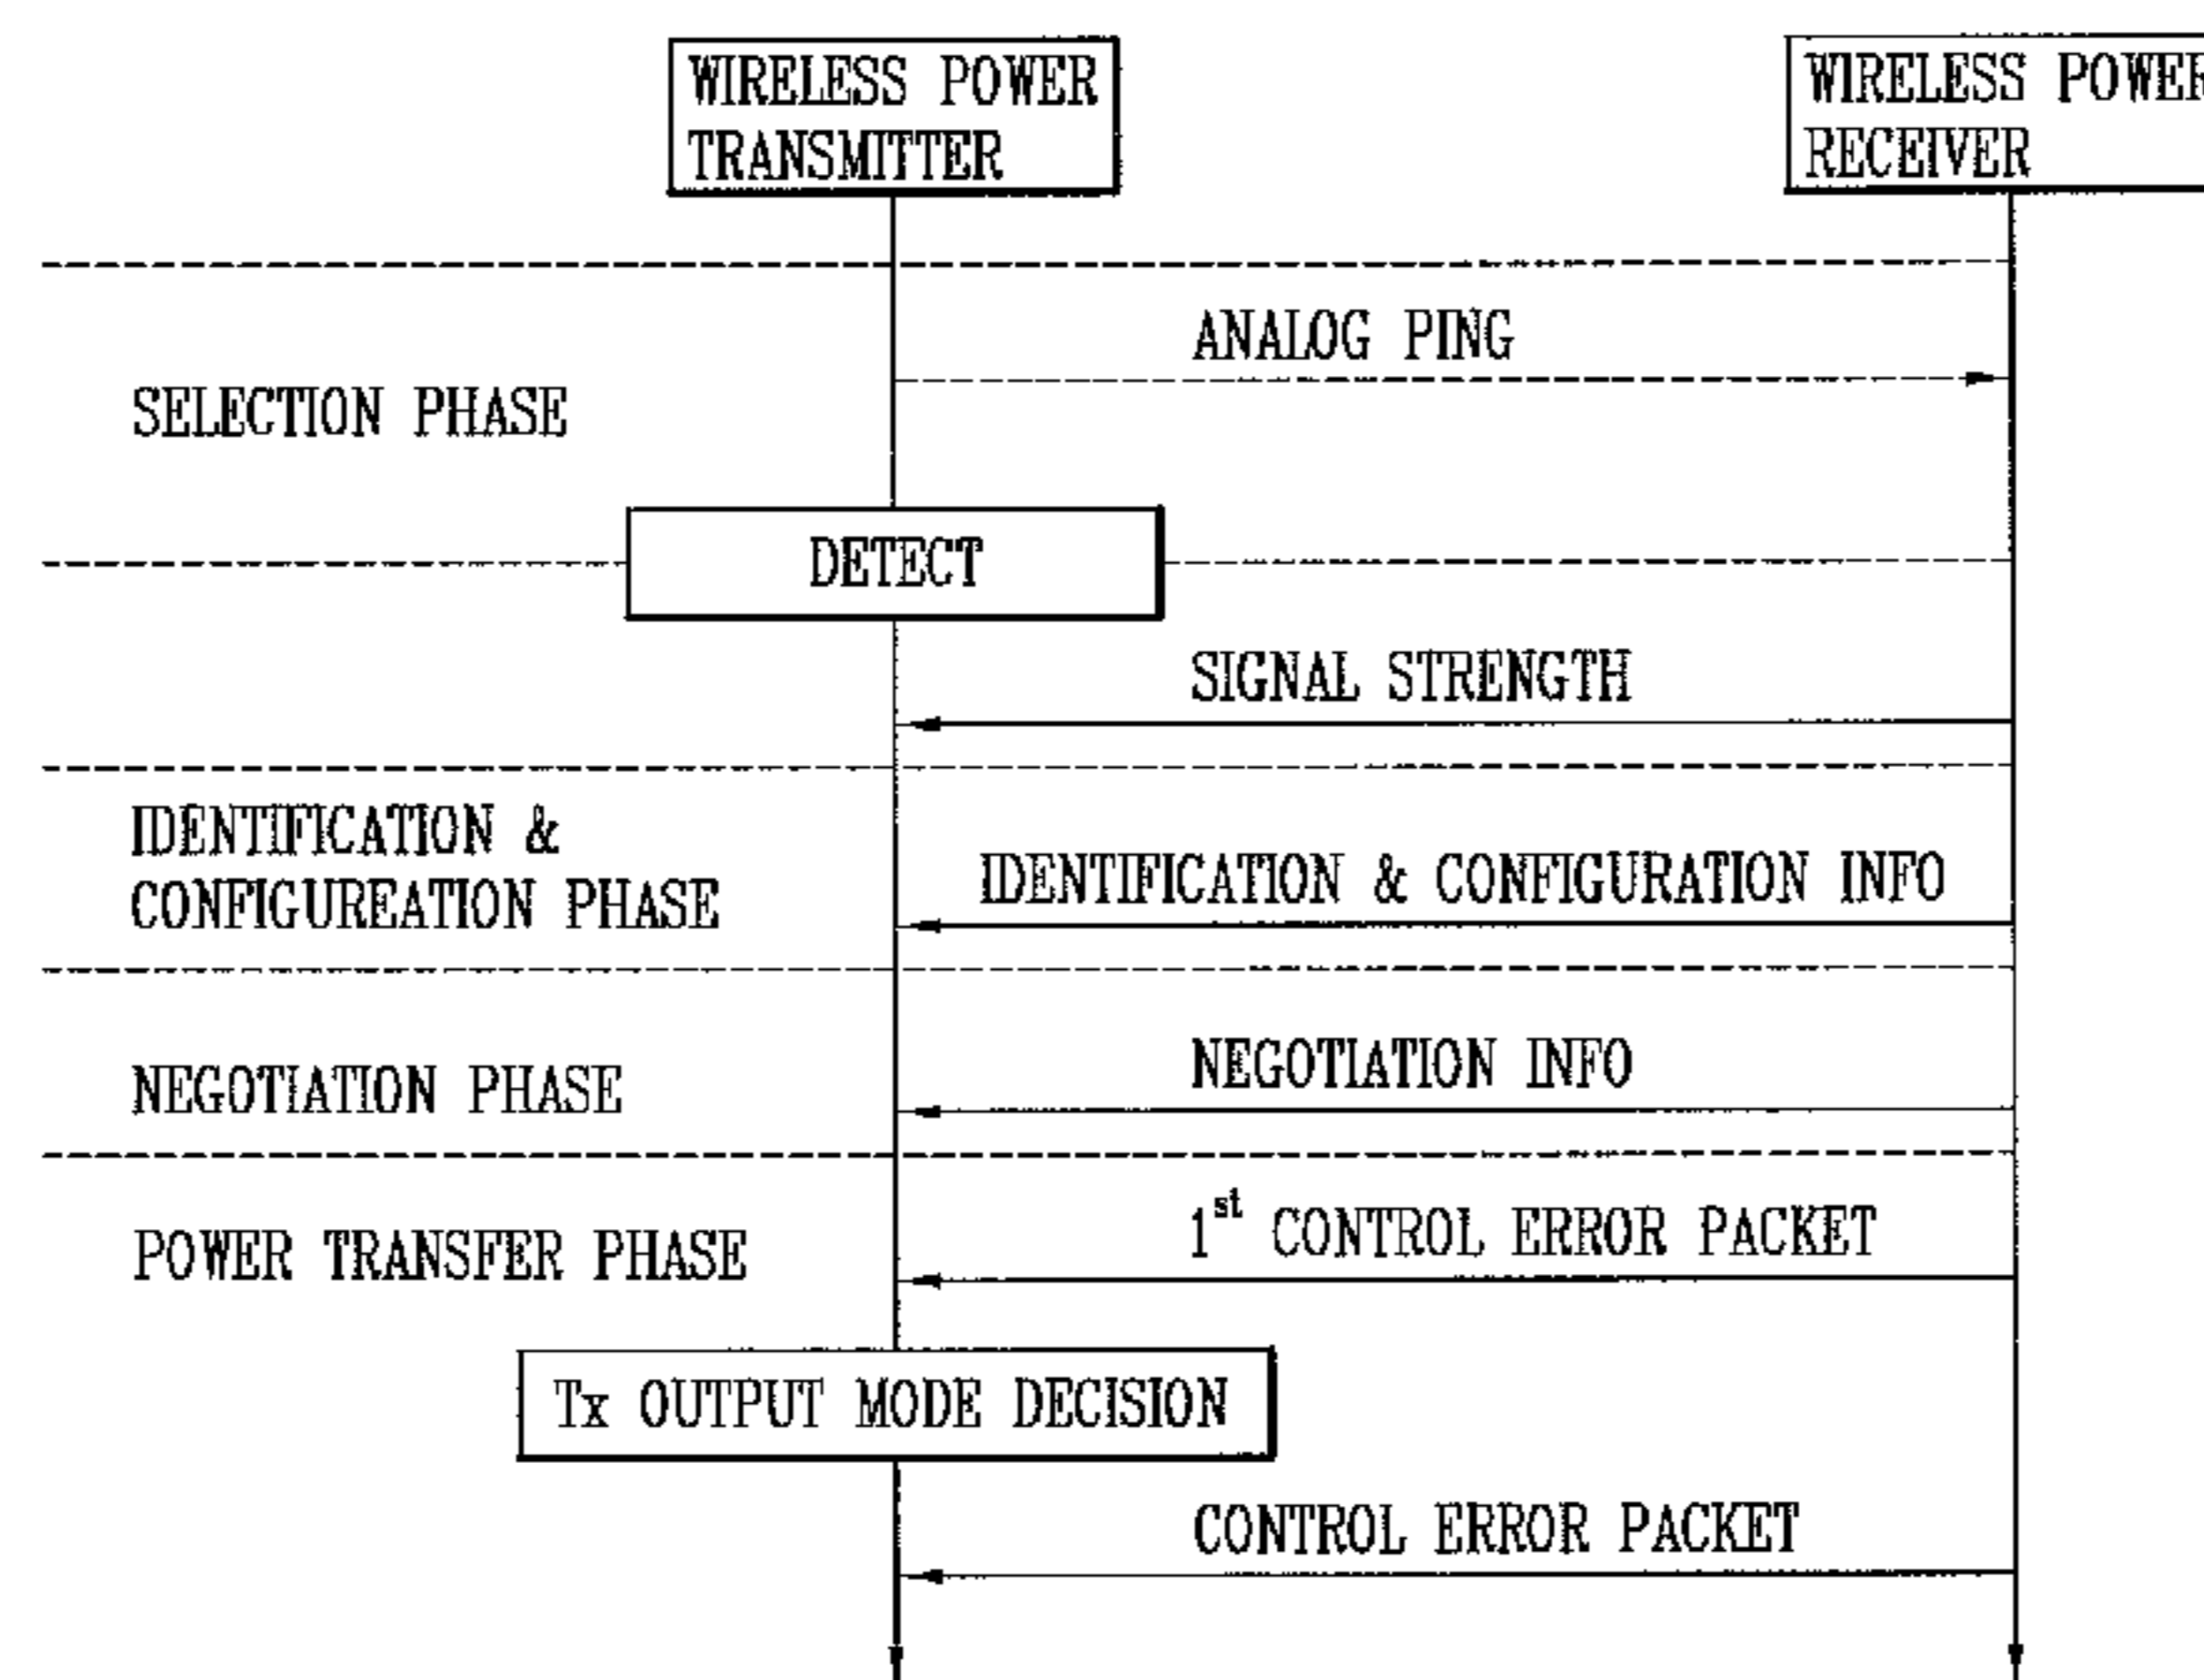 WIRELESS POWER
TRANSMITTER
WIRELESS POWER
RECEIVER
ANALOG PING
SELECTION PHASE
DETECT
SIGNAL STRENGTH
IDENTIFICATION &
CONFIGUREATION PHASE
IDENTIFICATION & CONFIGURATION INFO
NEGOTIATION INFO
NEGOTIATION PHASE
1st CONTROL ERROR PACKET
POWER TRANSFER PHASE
Tx OUTPUT MODE DECISION
CONTROL ERROR PACKET